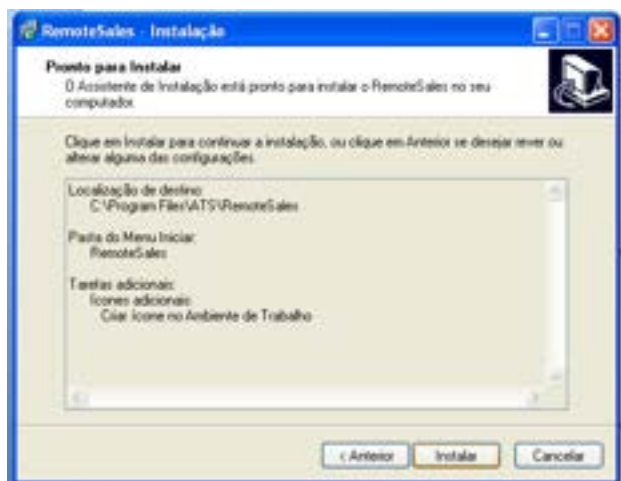 RemoteSales - Instalação
Pronto para Instalar
O Assistente de Instalação está pronto para instalar o RemoteSales no seu
computador.
Clique em Instalar para continuar a instalação, ou clique em Anterior se desejar rever ou
alterar alguma das configurações.
Localização de destino:
C:\Program Files\ATS\RemoteSales
Pasta do Menu Iniciar:
RemoteSales
Tarefas adicionais:
Ícones adicionais:
Criar ícone no Ambiente de Trabalho
< Anterior
Instalar
Cancelar